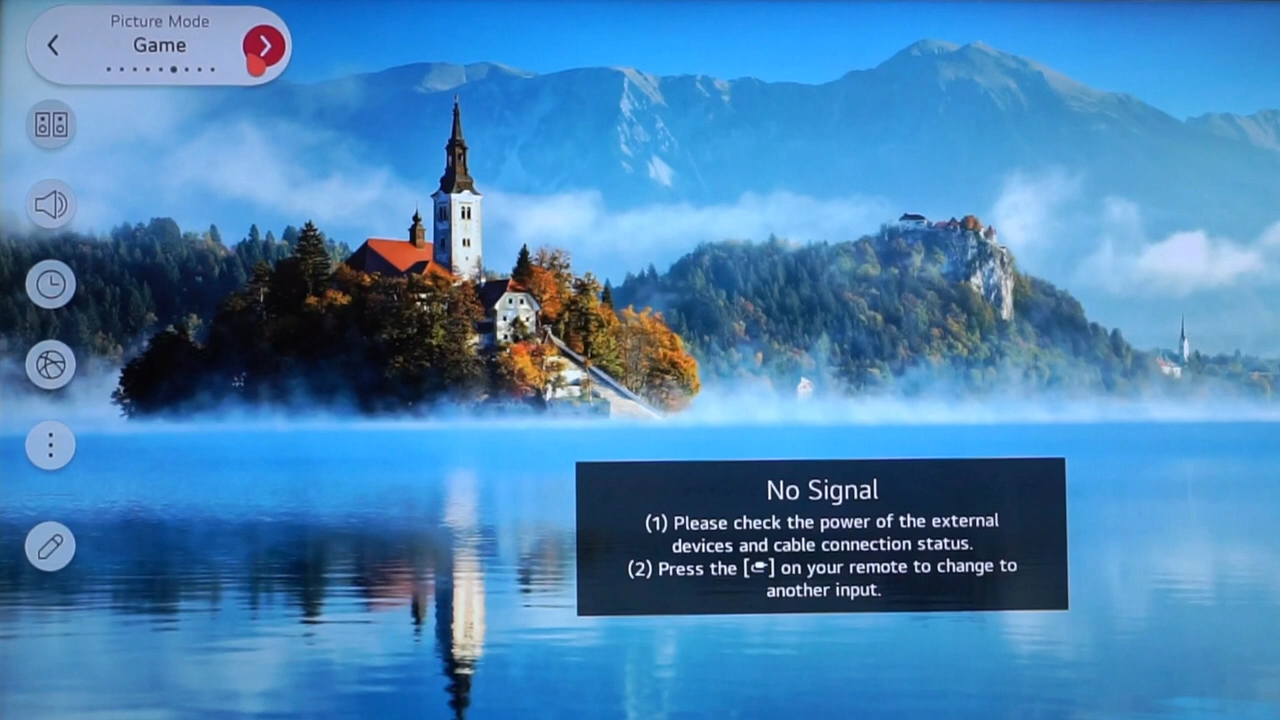 Picture Mode
Game
No Signal
(1) Please check the power of the external
devices and cable connection status.
(2) Press the [] on your remote to change to
another input.